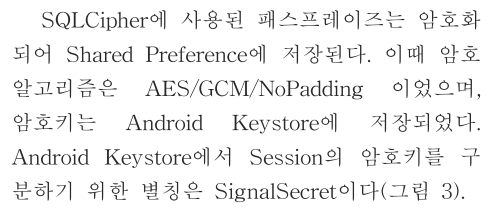 SQLCipher에 사용된 패스프레이즈는 암호화
되어 Shared Preference에 저장된다. 이때 암호
알고리즘은 AES/GCM/NoPadding 이었으며,
암호키는 Android Keystore에 저장되었다.
Android Keystore에서 Session의 암호키를 구
분하기 위한 별칭은 SignalSecret이다(그림 3).